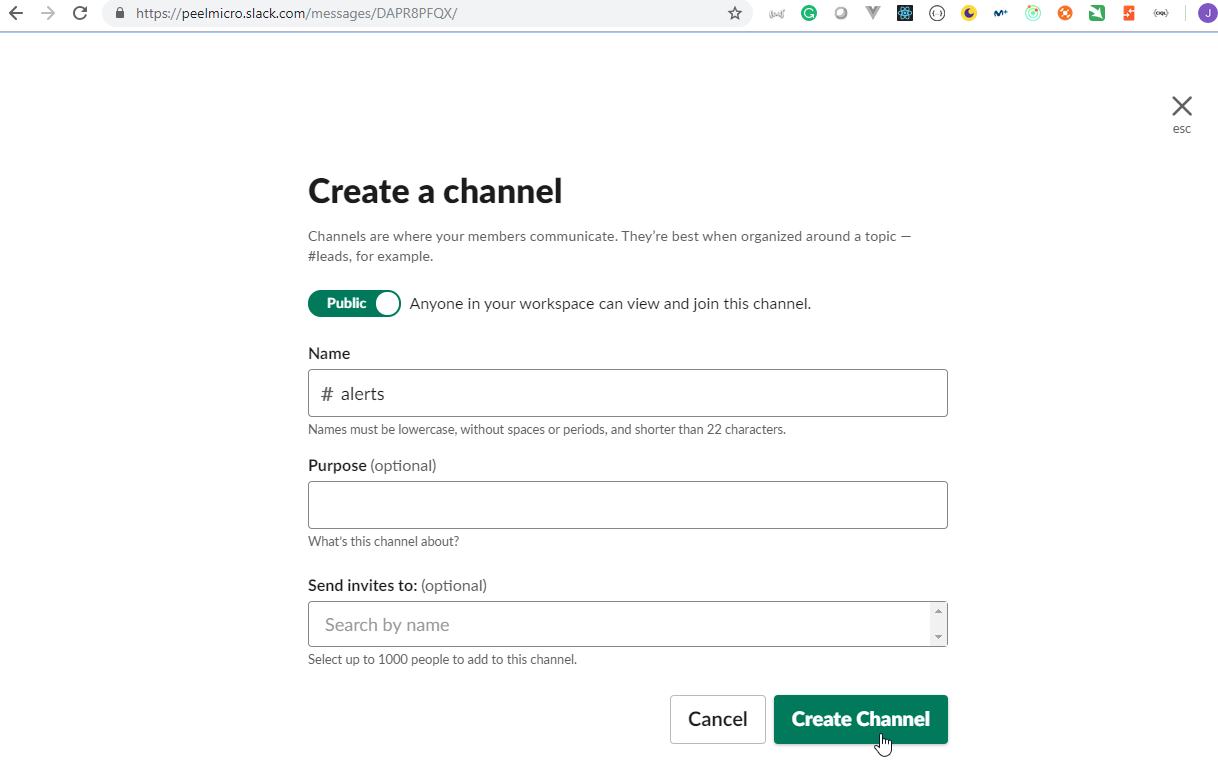 https://peelmicro.slack.com/messages/DAPR8PFQX/
J
esc
Create a channel
Channels are where your members communicate. They’re best when organized around a topic —
#leads, for example.
Public Anyone in your workspace can view and join this channel.
Name
# alerts
Names must be lowercase, without spaces or periods, and shorter than 22 characters.
Purpose (optional)
What's this channel about?
Send invites to: (optional)
Search by name
Select up to 1000 people to add to this channel.
Cancel Create Channel